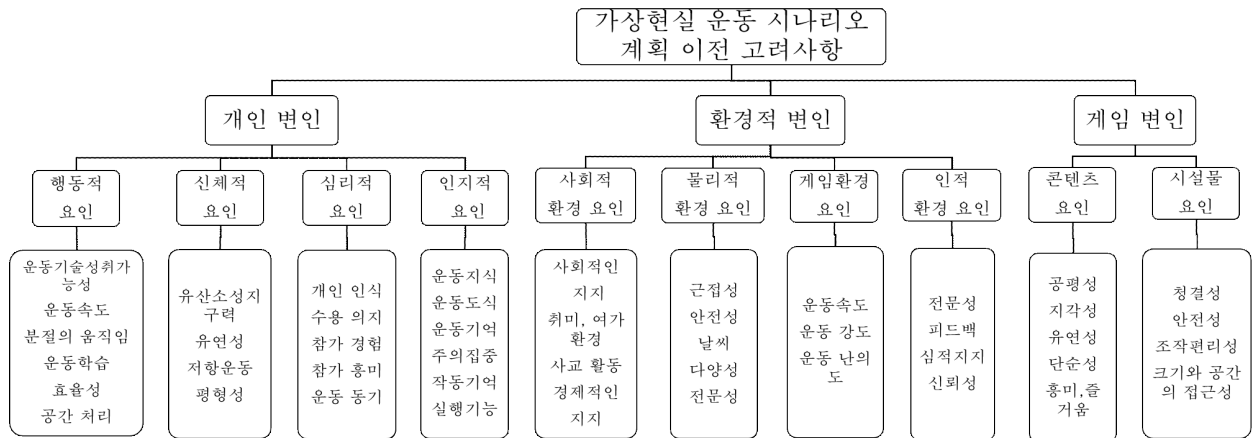 가상현실 운동 시나리오
계획 이전 고려사항
개인 변인
환경적 변인
게임 변인
행동적
요인
신체적
요인
심리적
요인
인지적
요인
사회적
환경 요인
물리적
환경 요인
게임환경
요인
인적
환경 요인
콘텐츠
요인
시설물
요인
운동기술성취가
능성
운동속도
분절의 움직임
운동학습
효율성
공간 처리
유산소성지
구력
유연성
저항운동
평형성
개인 인식
수용 의지
참가 경험
참가 흥미
운동 동기
운동지식
운동도식
운동기억
주의집중
작동기억
실행기능
사회적인
지지
취미, 여가
환경
사교 활동
경제적인
지지
근접성
안전성
날씨
다양성
전문성
운동속도
운동 강도
운동 난의
도
전문성
피드백
심적지지
신뢰성
공평성
지각성
유연성
단순성
흥미,즐
거움
청결성
안전성
조작편리성
크기와 공간
의 접근성